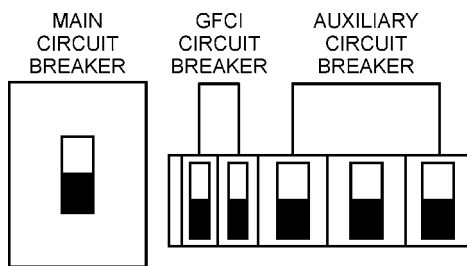 MAIN
CIRCUIT
BREAKER
GFCI
CIRCUIT
BREAKER
AUXILIARY
CIRCUIT
BREAKER